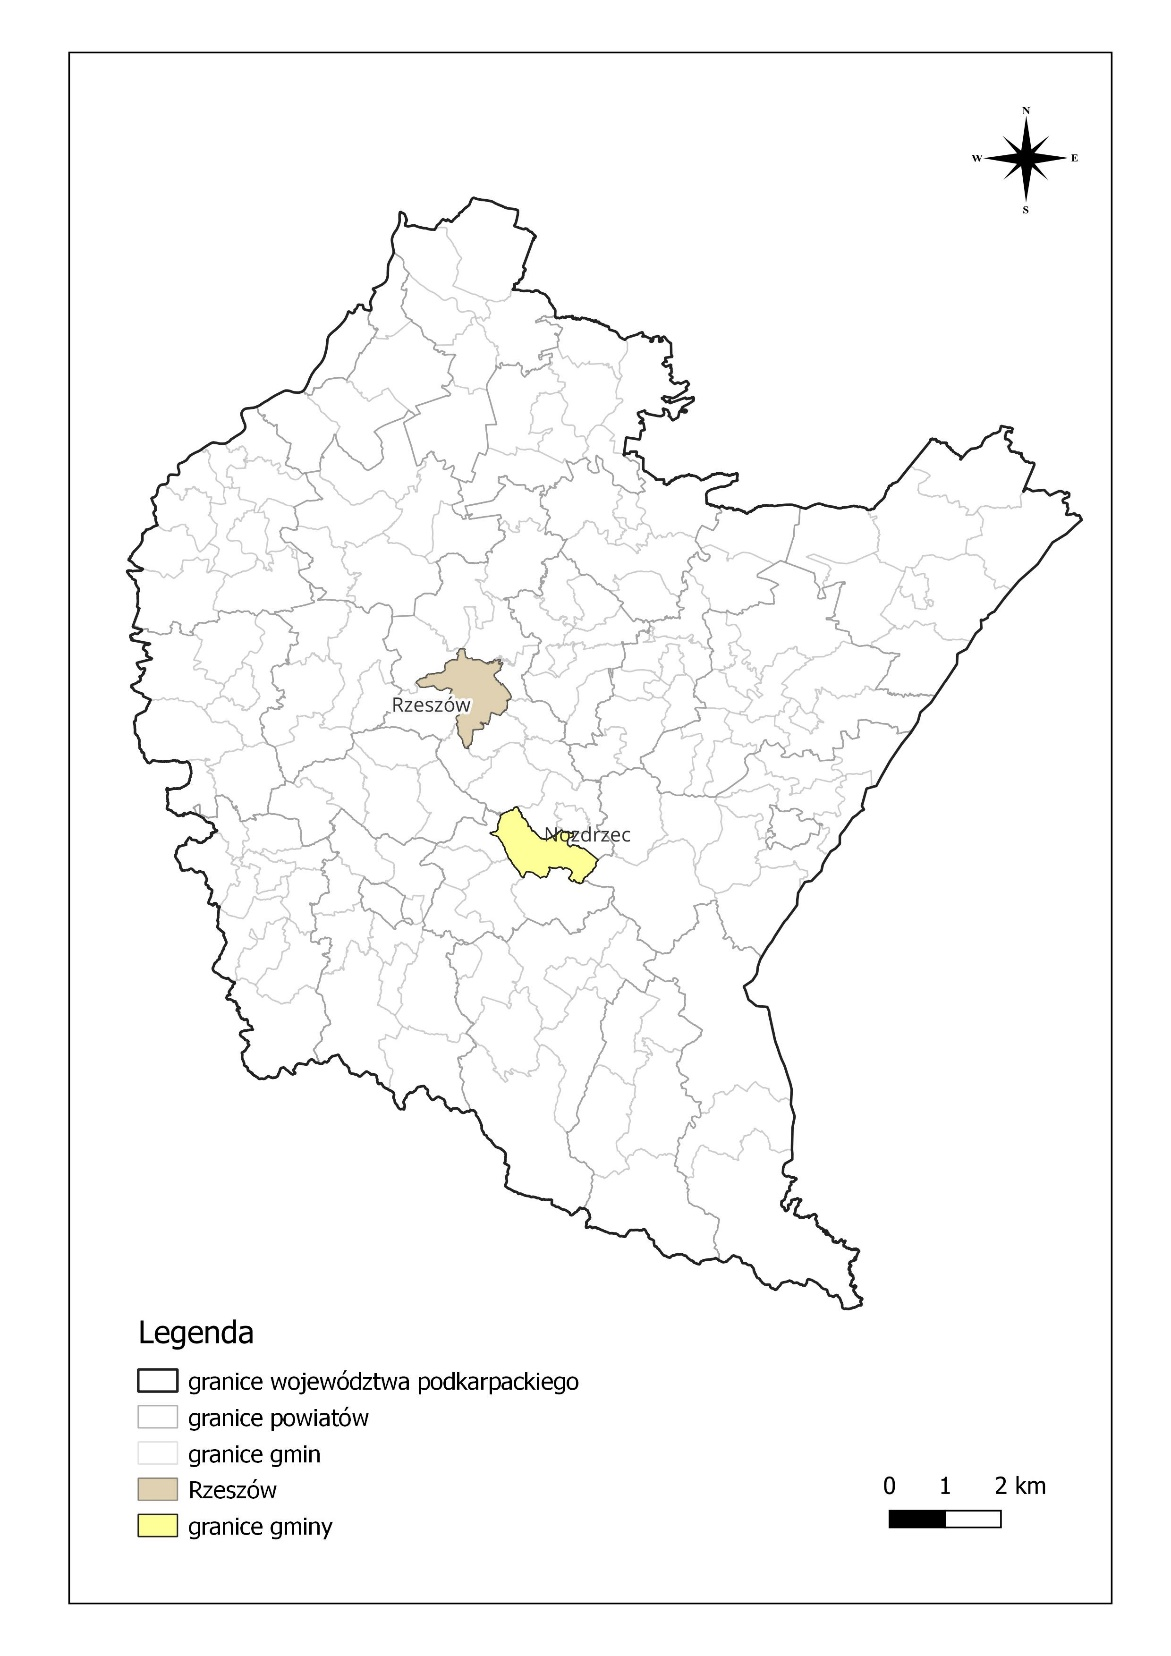 N
W E
S
Rzeszów
Nozdrzec
Legenda
granice województwa podkarpackiego
granice powiatów
granice gmin
Rzeszów
granice gminy
0 1 2 km